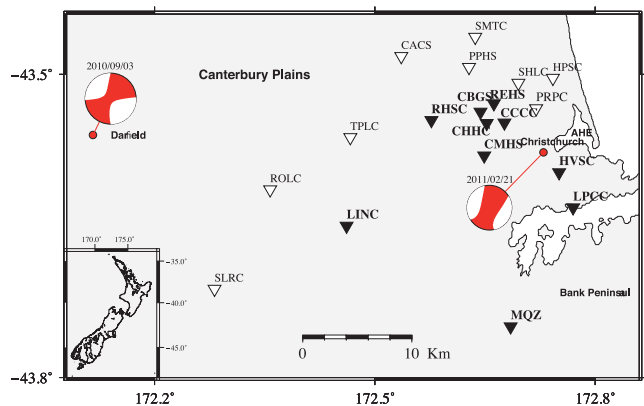 SMTC
CACS
PPHS
2010/09/03
-43.5
Canterbury Plains
SHLC
HPSC
CBGS
REHS
PRPC
RHSC
CCCC
Darfield
TPLC
CHHC
AHE
Christchurch
CMHS
HVSC
ROLC
2011/02/21
LPCC
LINC
170.0°
175.0°
-35.0°
SLRC
-40.0°
Bank Peninsual
MQZ
-45.0°
0
10 Km
-43.8
172.2
172.5
172.8